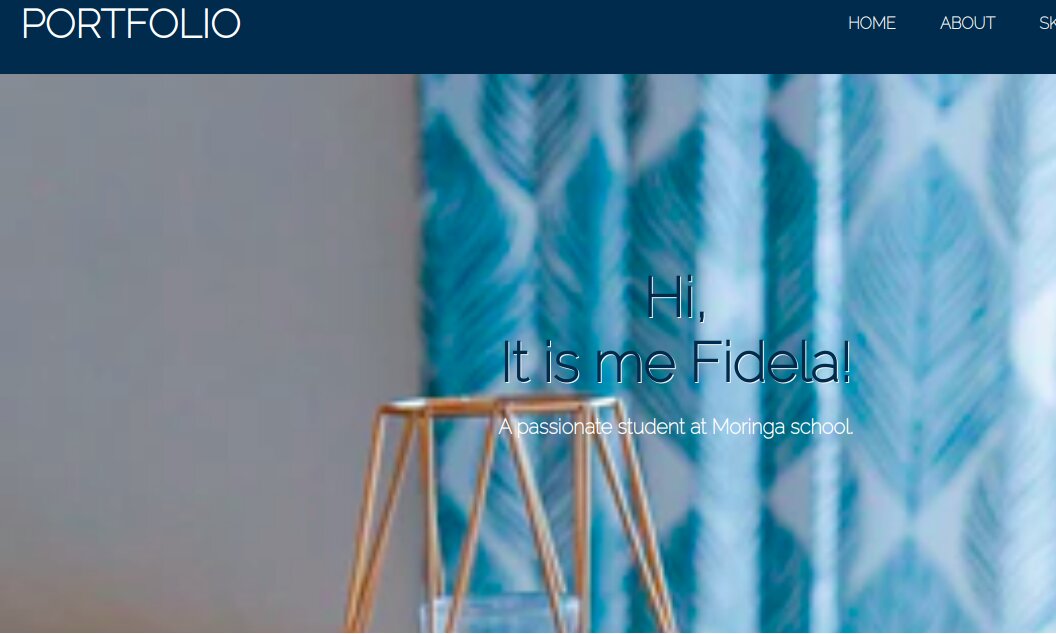 PORTFOLIO
HOME ABOUT SK
Hi,
It is me Fidela!
A passionate student at Moringa school.